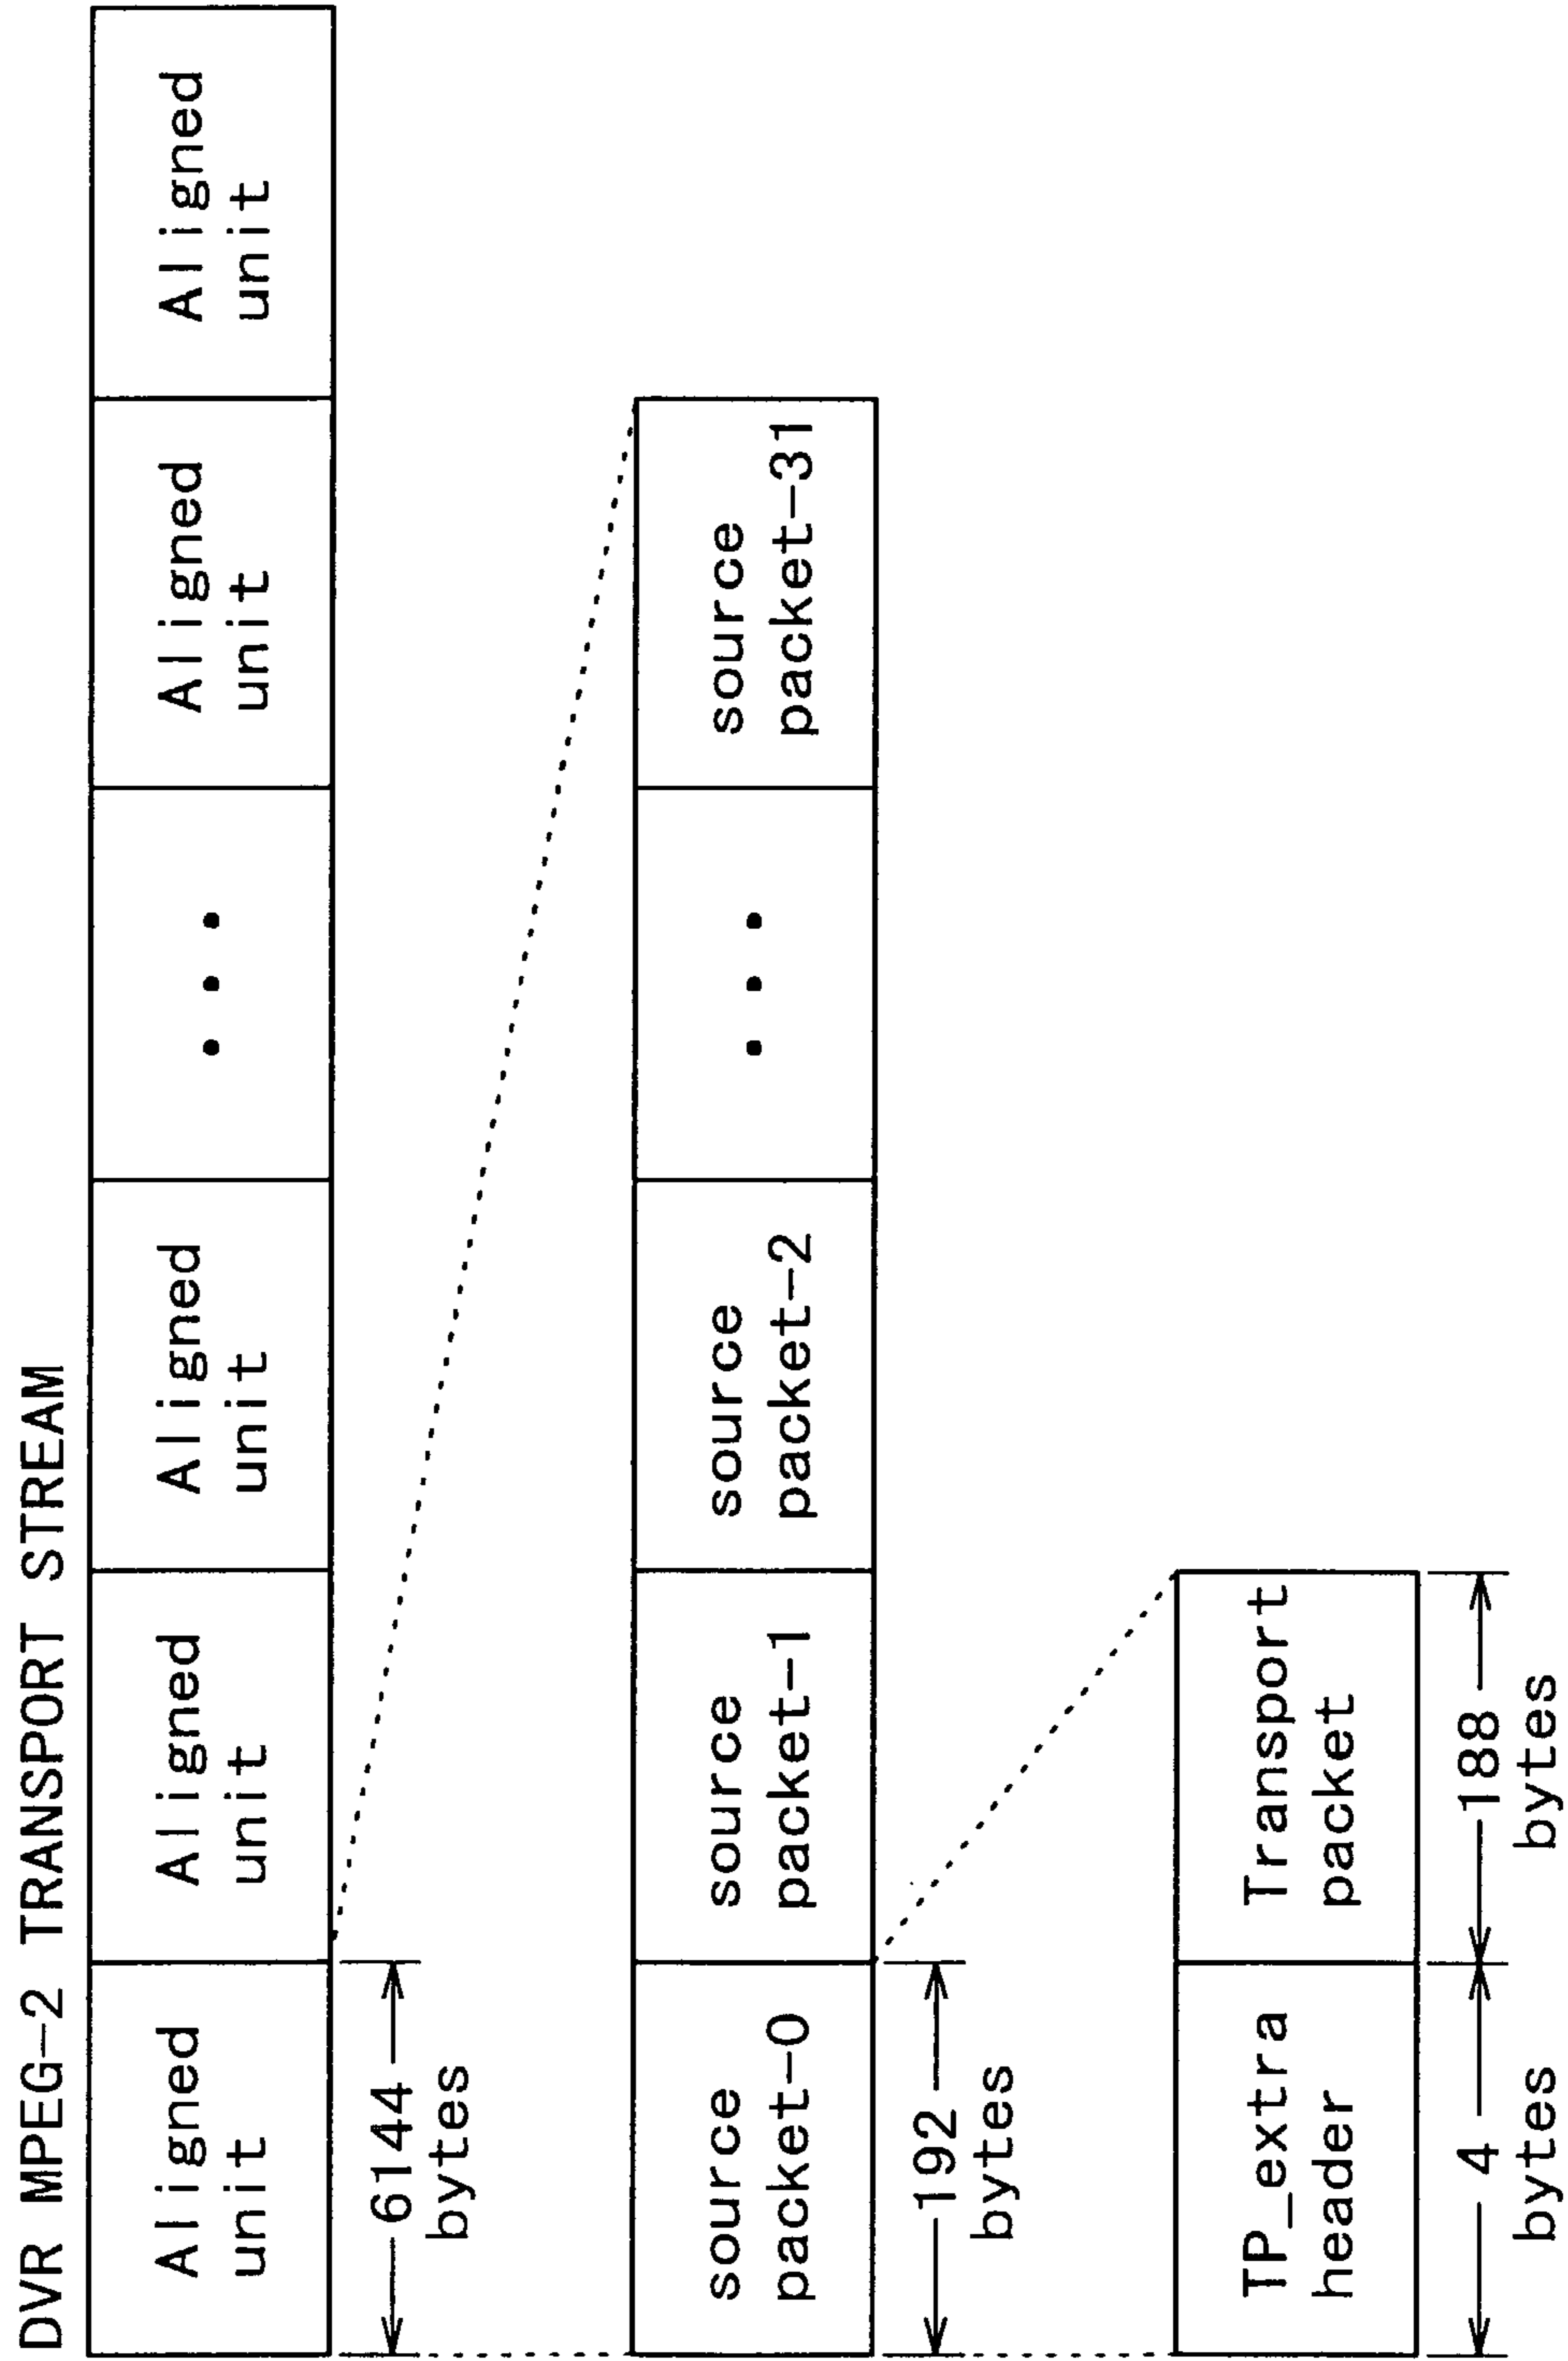 DVR MPEG-2 TRANSPORT STREAM
Aligned
unit
Aligned
unit
Aligned
unit
• • •
Aligned
unit
Aligned
unit
6144
bytes
source
packet-0
source
packet-1
source
packet-2
• • •
source
packet-31
192
bytes
TP_extra
header
Transport
packet
4
bytes
188
bytes